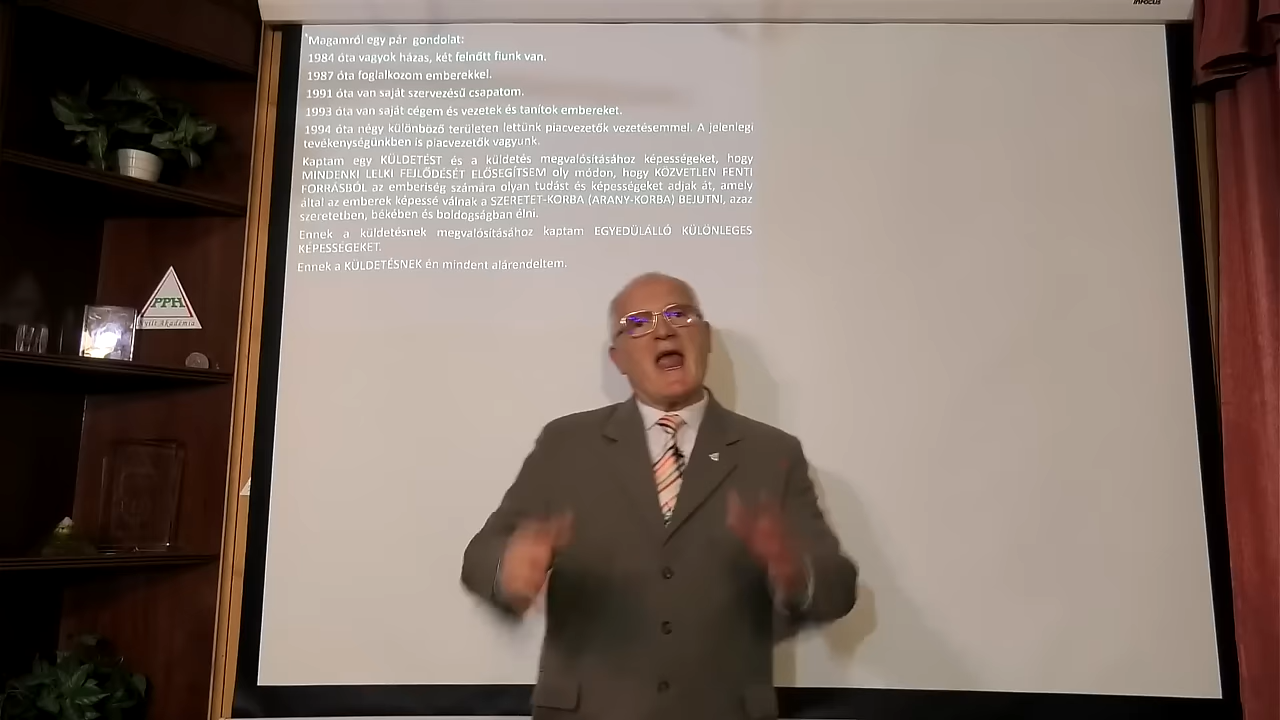 InFocus
Magamról egy pár gondolat:
1984 óta vagyok házas, két felnőtt fiunk van.
1987 óta foglalkozom emberekkel.
1991 óta van saját szervezésű csapatom.
1993 óta van saját cégem és vezetek és tanítok embereket.
1994 óta négy különböző területen lettünk piacvezetők vezetésemmel. A jelenlegi
tevékenységünkben is piacvezetők vagyunk.
Kaptam egy KÜLDETÉST és a küldetés megvalósításához képességeket, hogy
MINDENKI LELKI FEJLŐDÉSÉT ELŐSEGÍTSEM oly módon, hogy KÖZVETLEN FENTI
FORRÁSBÓL az emberiség számára olyan tudást és képességeket adjak át, amely
által az emberek képessé válnak a SZERETET-KORBA (ARANY-KORBA) BEJUTNI, azaz
szeretetben, békében és boldogságban élni.
Ennek a küldetésnek megvalósításához kaptam EGYEDÜLÁLLÓ KÜLÖNLEGES
KÉPESSÉGEKET.
Ennek a KÜLDETÉSNEK én mindent alárendeltem.
PPH
Nyílt Akadémia